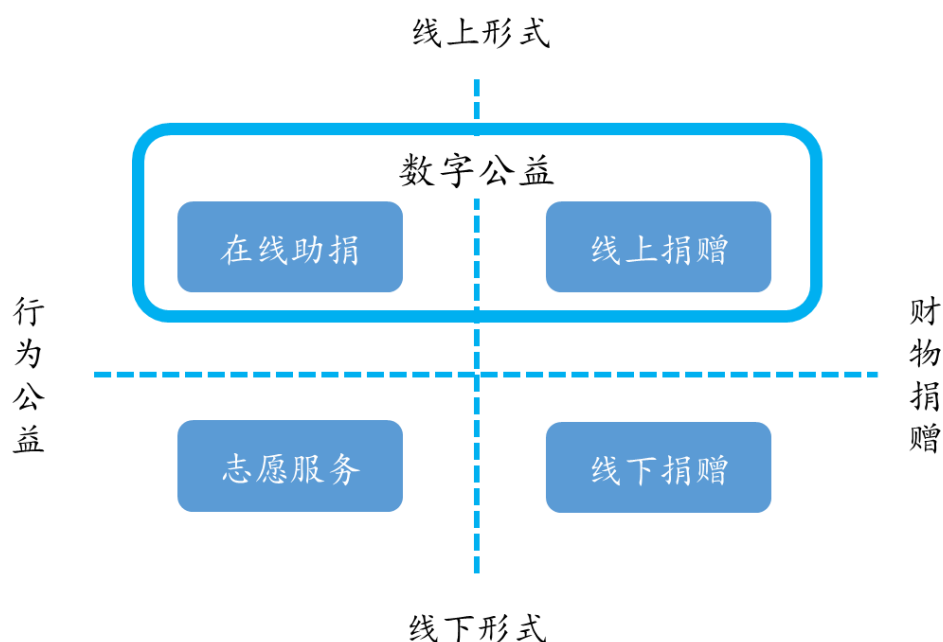 线上形式
数字公益
在线助捐
线上捐赠
行为公益
财物捐赠
志愿服务
线下捐赠
线下形式